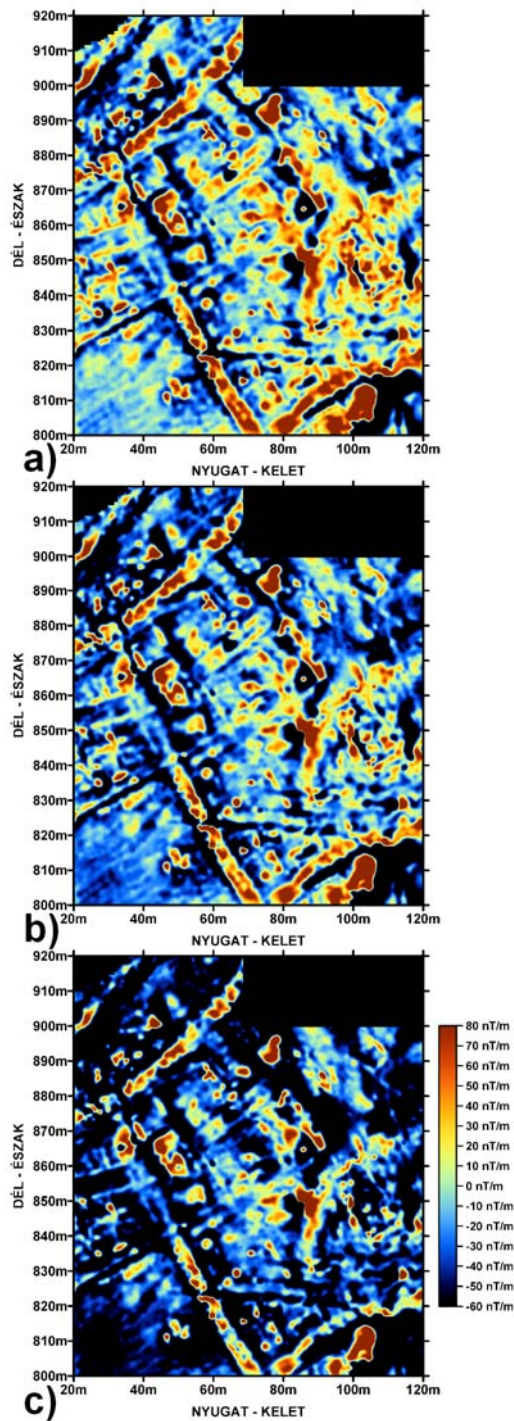 920m
910m
900m
890m
880m
870m
860m
850m
840m
830m
820m
810m
800m
DÉL - ÉSZAK
20m 40m 60m 80m 100m 120m
NYUGAT - KELET
a)
920m
910m
900m
890m
880m
870m
860m
850m
840m
830m
820m
810m
800m
DÉL - ÉSZAK
20m 40m 60m 80m 100m 120m
NYUGAT - KELET
b)
920m
910m
900m
890m
880m
870m
860m
850m
840m
830m
820m
810m
800m
DÉL - ÉSZAK
20m 40m 60m 80m 100m 120m
NYUGAT - KELET
c)
80 nT/m
70 nT/m
60 nT/m
50 nT/m
40 nT/m
30 nT/m
20 nT/m
10 nT/m
0 nT/m
-10 nT/m
-20 nT/m
-30 nT/m
-40 nT/m
-50 nT/m
-60 nT/m